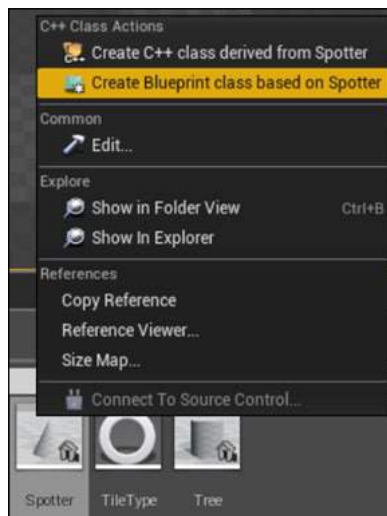 C++ Class Actions
Create C++ class derived from Spotter
Create Blueprint class based on Spotter
Common
Edit...
Explore
Show in Folder View Ctrl+B
Show In Explorer
References
Copy Reference
Reference Viewer...
Size Map...
Connect To Source Control...
Spotter TileType Tree